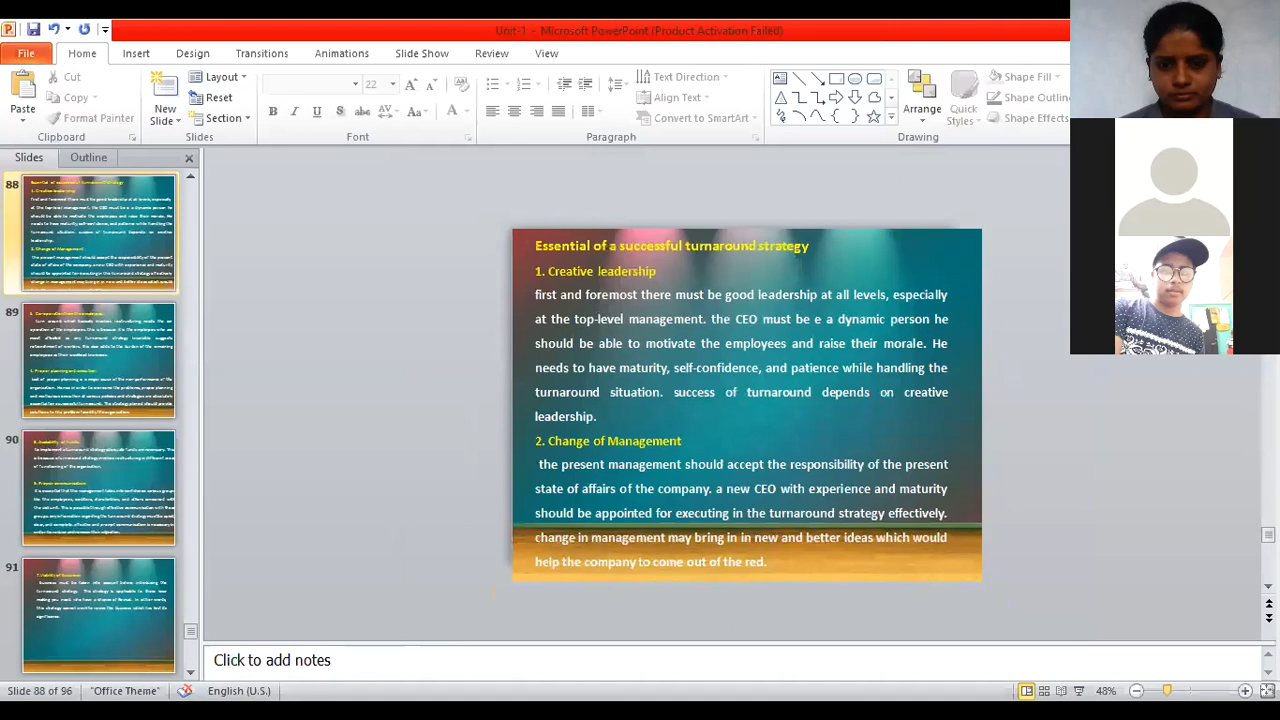 Unit-1 - Microsoft PowerPoint (Product Activation Failed)
File Home Insert Design Transitions Animations Slide Show Review View
Paste
Cut
Copy
Format Painter
Clipboard
New
Slide
Layout
Reset
Section
Slides
22
Font
Text Direction
Align Text
Convert to SmartArt
Paragraph
Arrange
Quick
Styles
Shape Fill
Shape Outlin
Shape Effects
Drawing
Slides Outline
88
89
90
91
Essential of a successful turnaround strategy
1. Creative leadership
first and foremost there must be good leadership at all levels, especially
at the top-level management. the CEO must be e a dynamic person he
should be able to motivate the employees and raise their morale. He
needs to have maturity, self-confidence, and patience while handling the
turnaround situation. success of turnaround depends on creative
leadership.
2. Change of Management
the present management should accept the responsibility of the present
state of affairs of the company. a new CEO with experience and maturity
should be appointed for executing in the turnaround strategy effectively.
change in management may bring in in new and better ideas which would
help the company to come out of the red.
Click to add notes
Slide 88 of 96 "Office Theme" English (U.S.) 48%